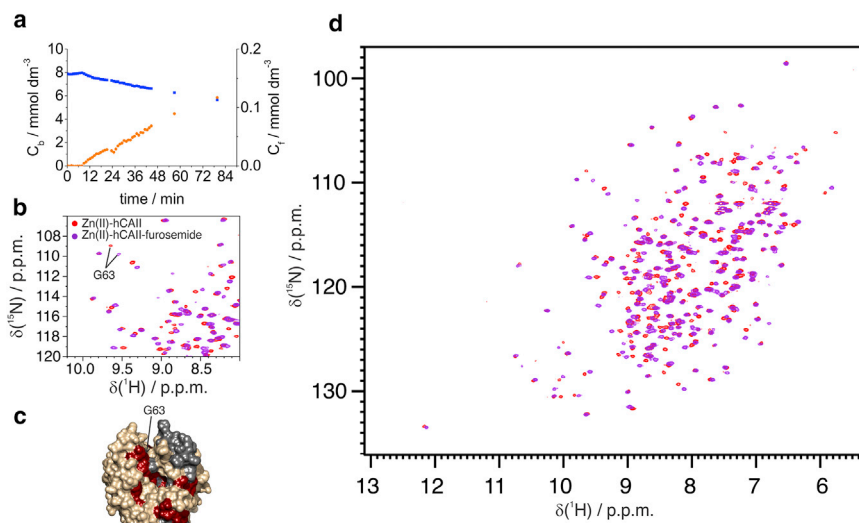 a
10
8
6
4
2
0
C_b / mmol dm⁻³
0.2
0.1
0.0
C_f / mmol dm⁻³
0 12 24 36 48 60 72 84
time / min
b
106
108
110
112
114
116
118
120
δ(¹⁵N) / p.p.m.
Zn(II)-hCAII
Zn(II)-hCAII-furosemide
G63
10.0 9.5 9.0 8.5
δ(¹H) / p.p.m.
c
G63
d
100
110
120
130
δ(¹⁵N) / p.p.m.
13 12 11 10 9 8 7 6
δ(¹H) / p.p.m.